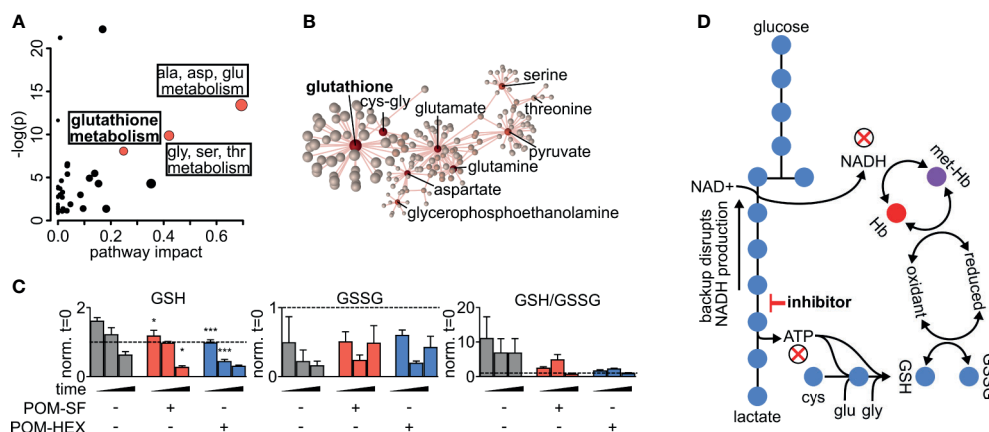 A
20
15
10
5
0
-log(p)
0.0 0.2 0.4 0.6
pathway impact
ala, asp, glu
metabolism
glutathione
metabolism
gly, ser, thr
metabolism
B
glutathione
cys-gly
glutamate
serine
threonine
pyruvate
glutamine
aspartate
glycerophosphoethanolamine
C
GSH
norm. t=0
2
1
0
*
*
***
***
GSSG
norm. t=0
1
0
GSH/GSSG
norm. t=0
20
10
0
time
POM-SF - + - - + - - + -
POM-HEX - - + - - + - - +
D
glucose
NAD+
NADH
met-Hb
Hb
backup disrupts
NADH production
oxidant
reduced
inhibitor
ATP
GSH
GSSG
cys
glu
gly
lactate